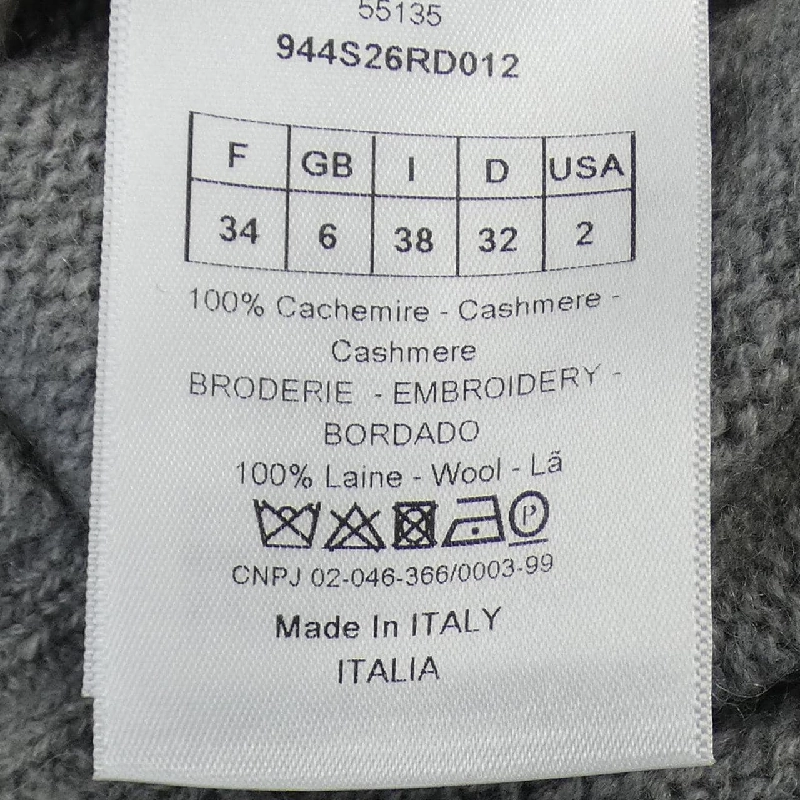 55135
944S26RD012
F GB I D USA
34 6 38 32 2
100% Cachemire - Cashmere -
Cashmere
BRODERIE - EMBROIDERY -
BORDADO
100% Laine - Wool - Lã
P
CNPJ 02-046-366/0003-99
Made In ITALY
ITALIA